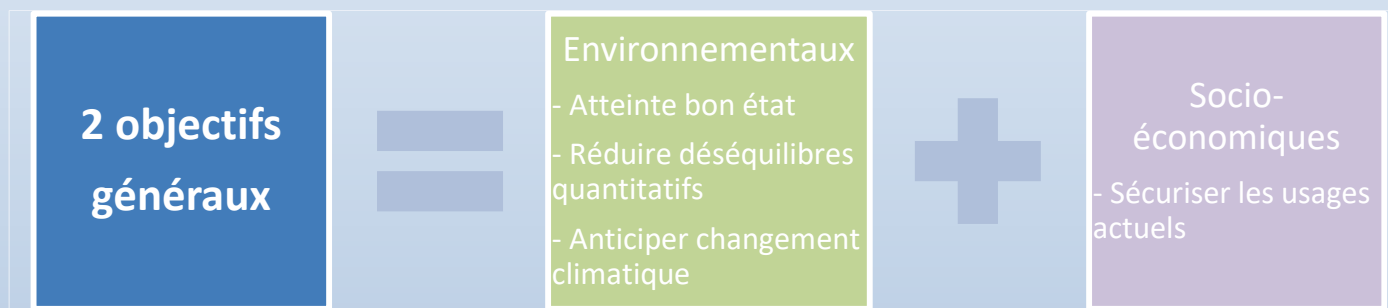 2 objectifs
généraux
Environnementaux
- Atteinte bon état
- Réduire déséquilibres
quantitatifs
- Anticiper changement
climatique
Socio-
économiques
- Sécuriser les usages
actuels